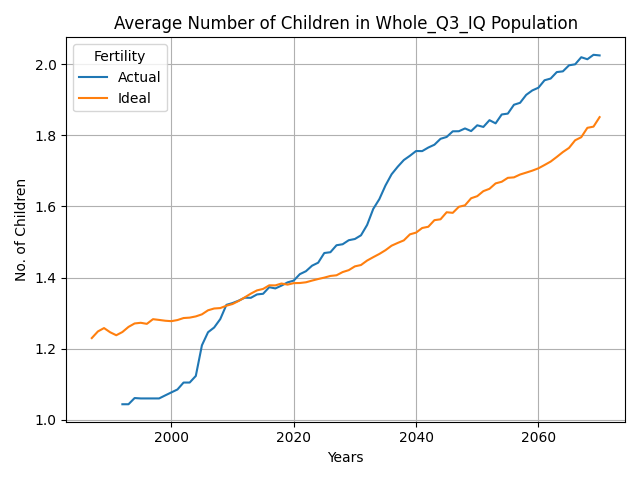 Average Number of Children in Whole_Q3_IQ Population
Fertility
Actual
Ideal
No. of Children
2.0
1.8
1.6
1.4
1.2
1.0
2000
2020
2040
2060
Years